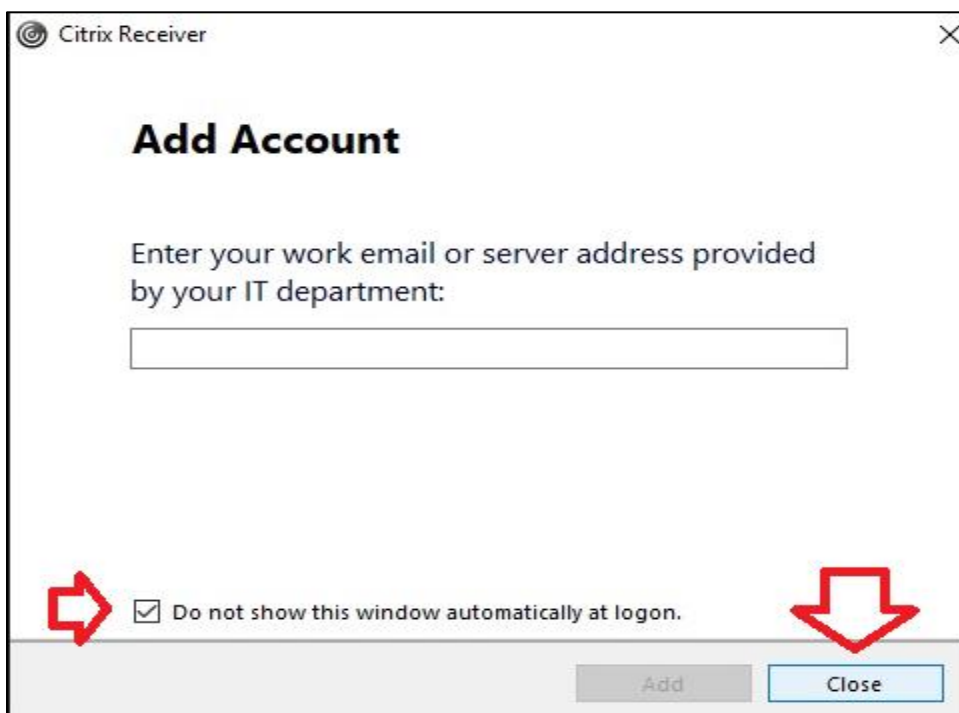 Citrix Receiver
Add Account
Enter your work email or server address provided
by your IT department:
Do not show this window automatically at logon.
Add
Close